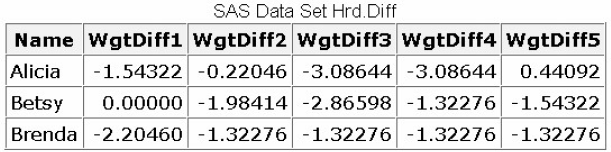 SAS Data Set Hrd.Diff
Name WgtDiff1 WgtDiff2 WgtDiff3 WgtDiff4 WgtDiff5
Alicia -1.54322 -0.22046 -3.08644 -3.08644 0.44092
Betsy 0.00000 -1.98414 -2.86598 -1.32276 -1.54322
Brenda -2.20460 -1.32276 -1.32276 -1.32276 -1.32276